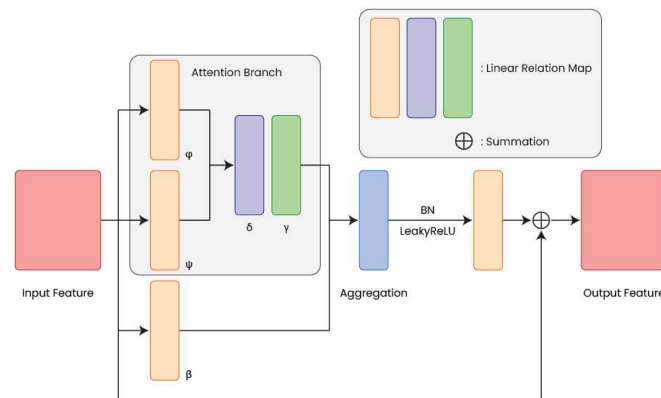 Attention Branch
: Linear Relation Map
: Summation
φ
ψ
δ
γ
BN
LeakyReLU
Input Feature
Aggregation
Output Feature
β